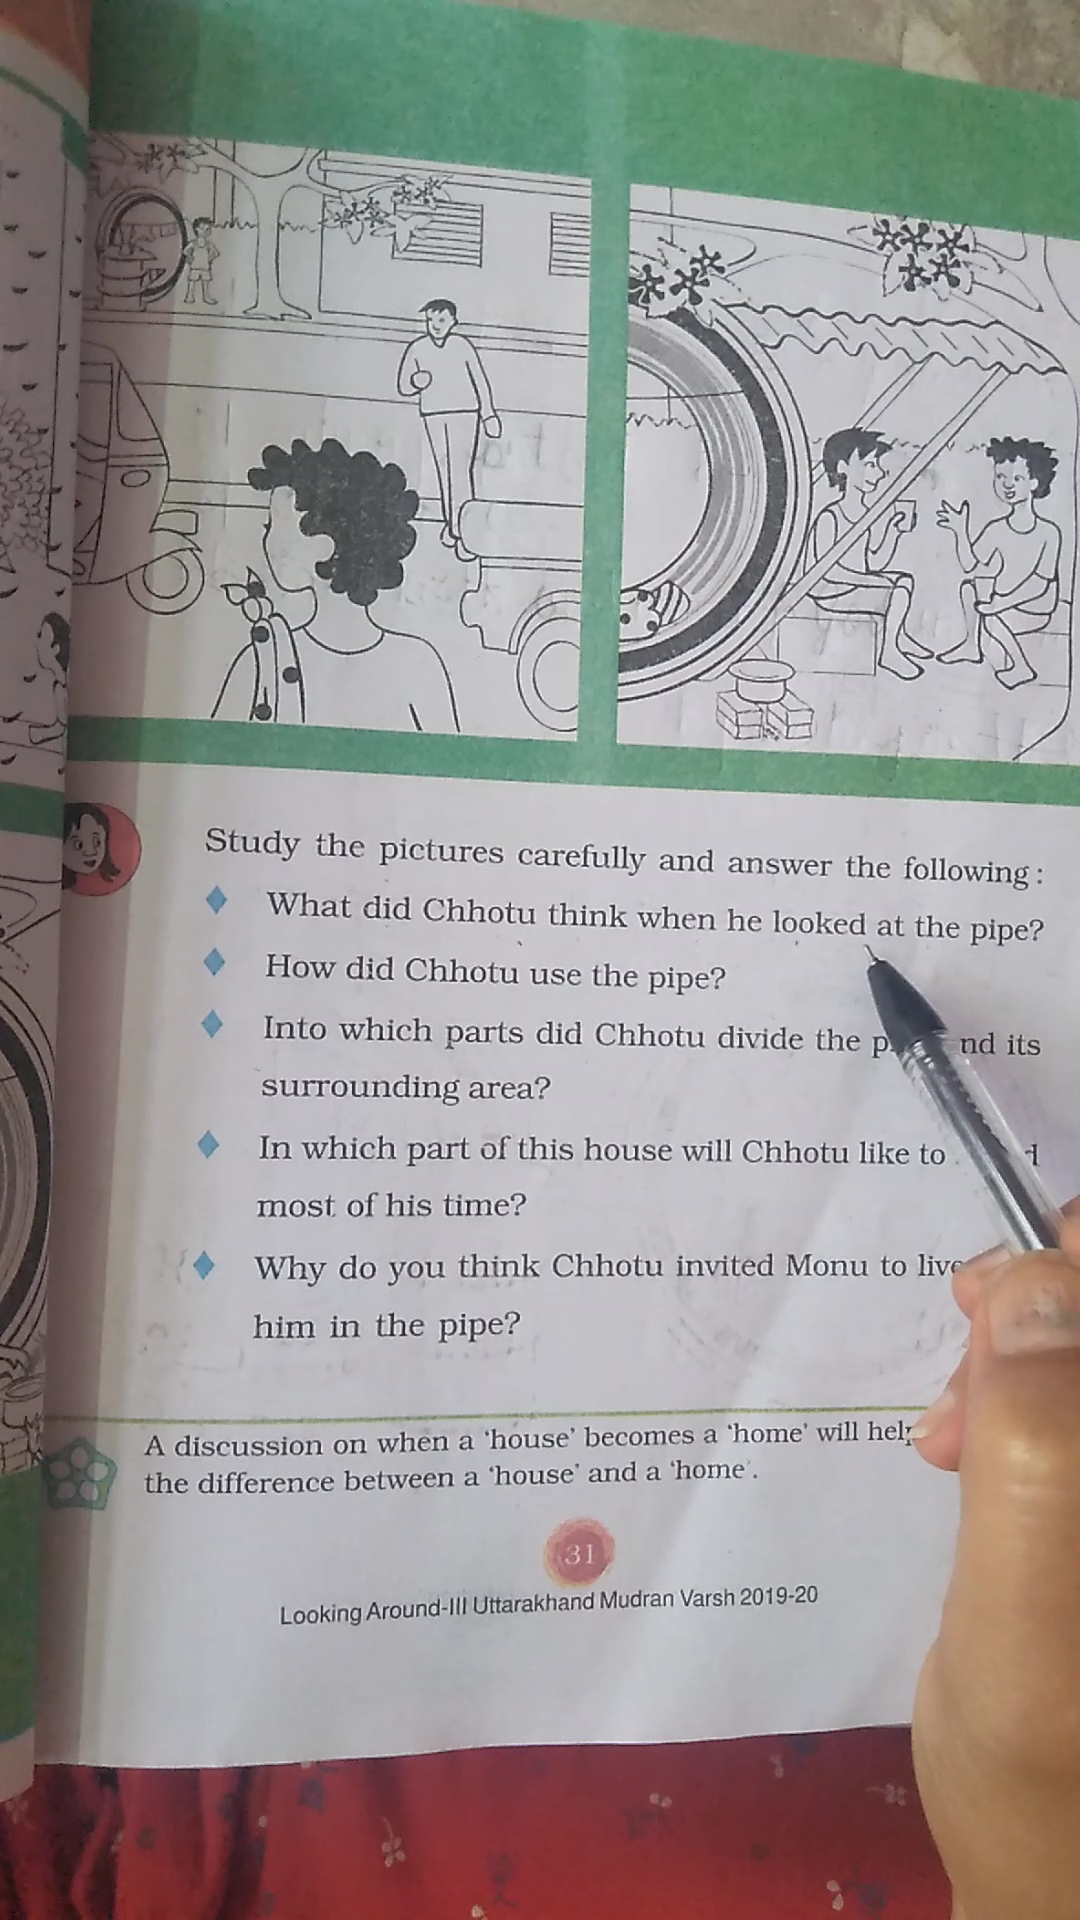 Study the pictures carefully and answer the following :
What did Chhotu think when he looked at the pipe?
How did Chhotu use the pipe?
Into which parts did Chhotu divide the its
surrounding area?
In which part of this house will Chhotu like to
most of his time?
Why do you think Chhotu invited Monu to live
him in the pipe?
A discussion on when a ‘house’ becomes a ‘home’ will
the difference between a ‘house’ and a ‘home’.
31
Looking Around-III Uttarakhand Mudran Varsh 2019-20